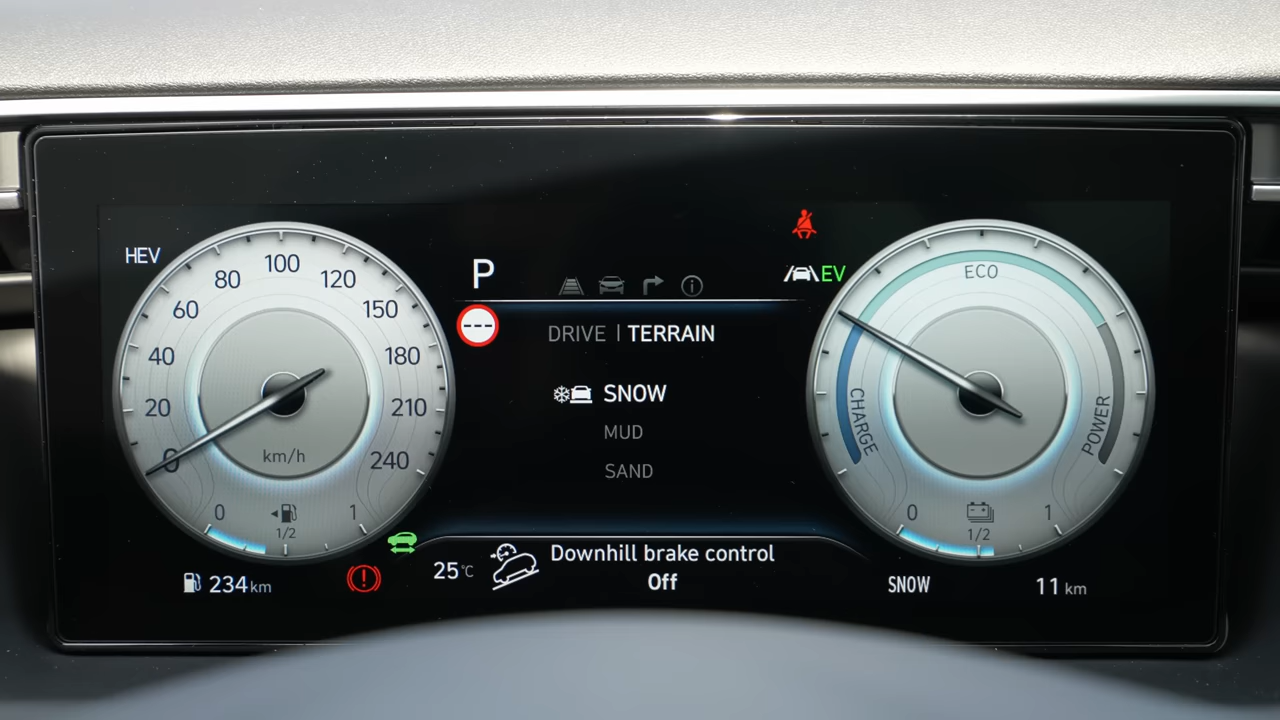 HEV
0
20
40
60
80
100
120
150
180
210
240
km/h
0
1/2
1
234 km
P
---
DRIVE | TERRAIN
SNOW
MUD
SAND
25°C
Downhill brake control
Off
EV
ECO
CHARGE
POWER
0
1/2
1
SNOW
11 km